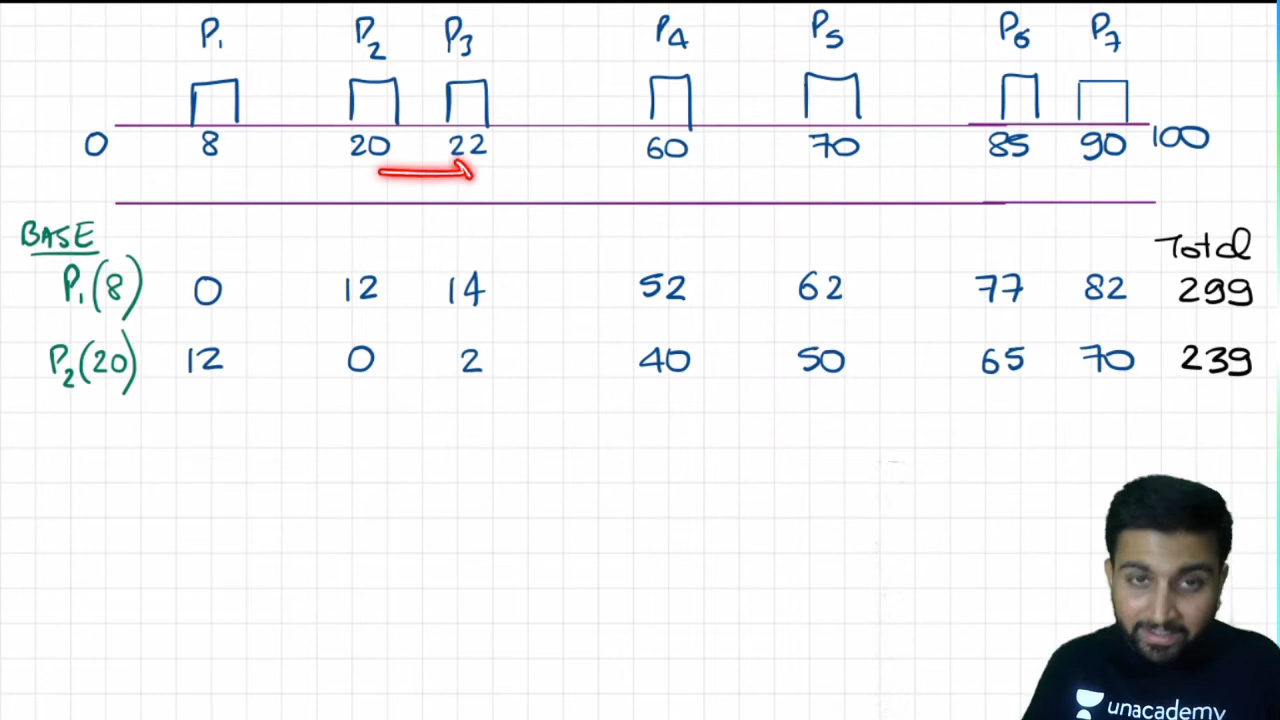 P1 P2 P3 P4 P5 P6 P7
0 8 20 22 60 70 85 90 100
BASE
Total
P1(8) 0 12 14 52 62 77 82 299
P2(20) 12 0 2 40 50 65 70 239
unacademy